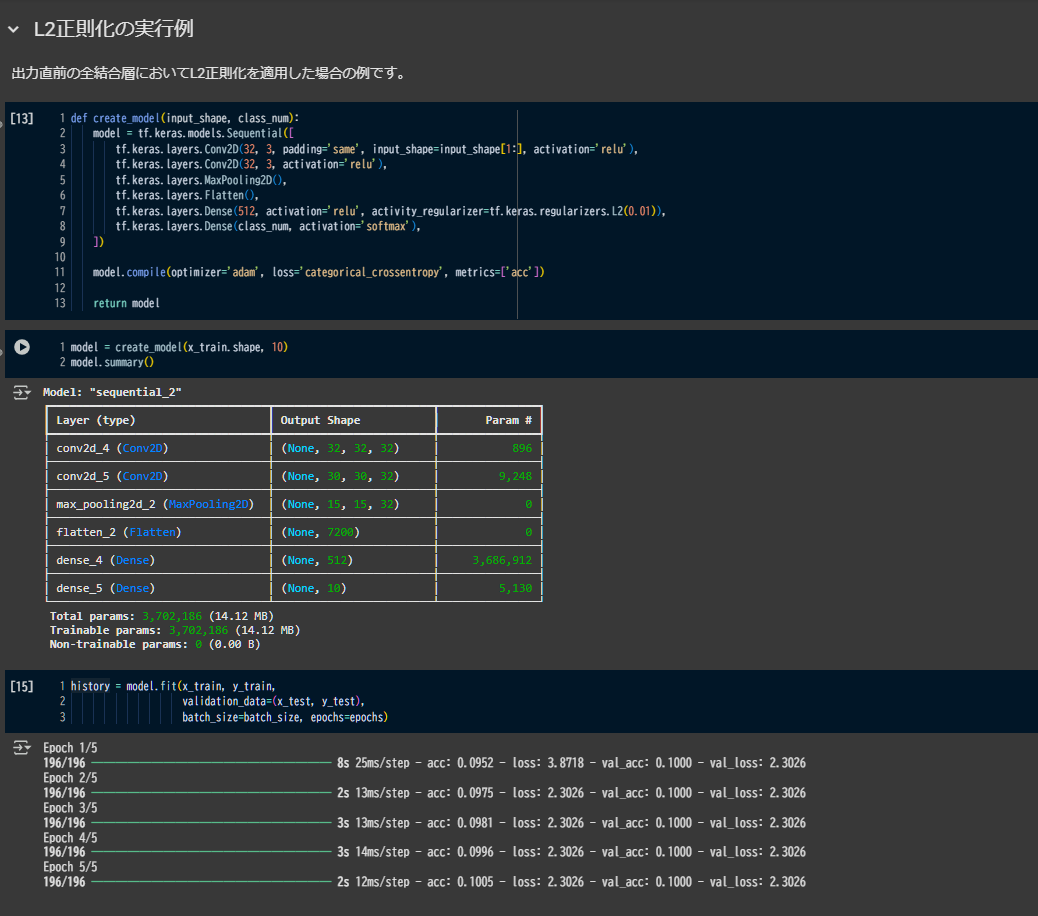 L2正則化の実行例
出力直前の全結合層においてL2正則化を適用した場合の例です。
[13]
1 def create_model(input_shape, class_num):
2     model = tf.keras.models.Sequential([
3         tf.keras.layers.Conv2D(32, 3, padding='same', input_shape=input_shape[1:], activation='relu'),
4         tf.keras.layers.Conv2D(32, 3, activation='relu'),
5         tf.keras.layers.MaxPooling2D(),
6         tf.keras.layers.Flatten(),
7         tf.keras.layers.Dense(512, activation='relu', activity_regularizer=tf.keras.regularizers.L2(0.01)),
8         tf.keras.layers.Dense(class_num, activation='softmax'),
9     ])
10
11     model.compile(optimizer='adam', loss='categorical_crossentropy', metrics=['acc'])
12
13     return model
1 model = create_model(x_train.shape, 10)
2 model.summary()
Model: "sequential_2"
Layer (type) Output Shape Param #
conv2d_4 (Conv2D) (None, 32, 32, 32) 896
conv2d_5 (Conv2D) (None, 30, 30, 32) 9,248
max_pooling2d_2 (MaxPooling2D) (None, 15, 15, 32) 0
flatten_2 (Flatten) (None, 7200) 0
dense_4 (Dense) (None, 512) 3,686,912
dense_5 (Dense) (None, 10) 5,130
Total params: 3,702,186 (14.12 MB)
Trainable params: 3,702,186 (14.12 MB)
Non-trainable params: 0 (0.00 B)
[15]
1 history = model.fit(x_train, y_train,
2                     validation_data=(x_test, y_test),
3                     batch_size=batch_size, epochs=epochs)
Epoch 1/5
196/196 8s 25ms/step - acc: 0.0952 - loss: 3.8718 - val_acc: 0.1000 - val_loss: 2.3026
Epoch 2/5
196/196 2s 13ms/step - acc: 0.0975 - loss: 2.3026 - val_acc: 0.1000 - val_loss: 2.3026
Epoch 3/5
196/196 3s 13ms/step - acc: 0.0981 - loss: 2.3026 - val_acc: 0.1000 - val_loss: 2.3026
Epoch 4/5
196/196 3s 14ms/step - acc: 0.0996 - loss: 2.3026 - val_acc: 0.1000 - val_loss: 2.3026
Epoch 5/5
196/196 2s 12ms/step - acc: 0.1005 - loss: 2.3026 - val_acc: 0.1000 - val_loss: 2.3026